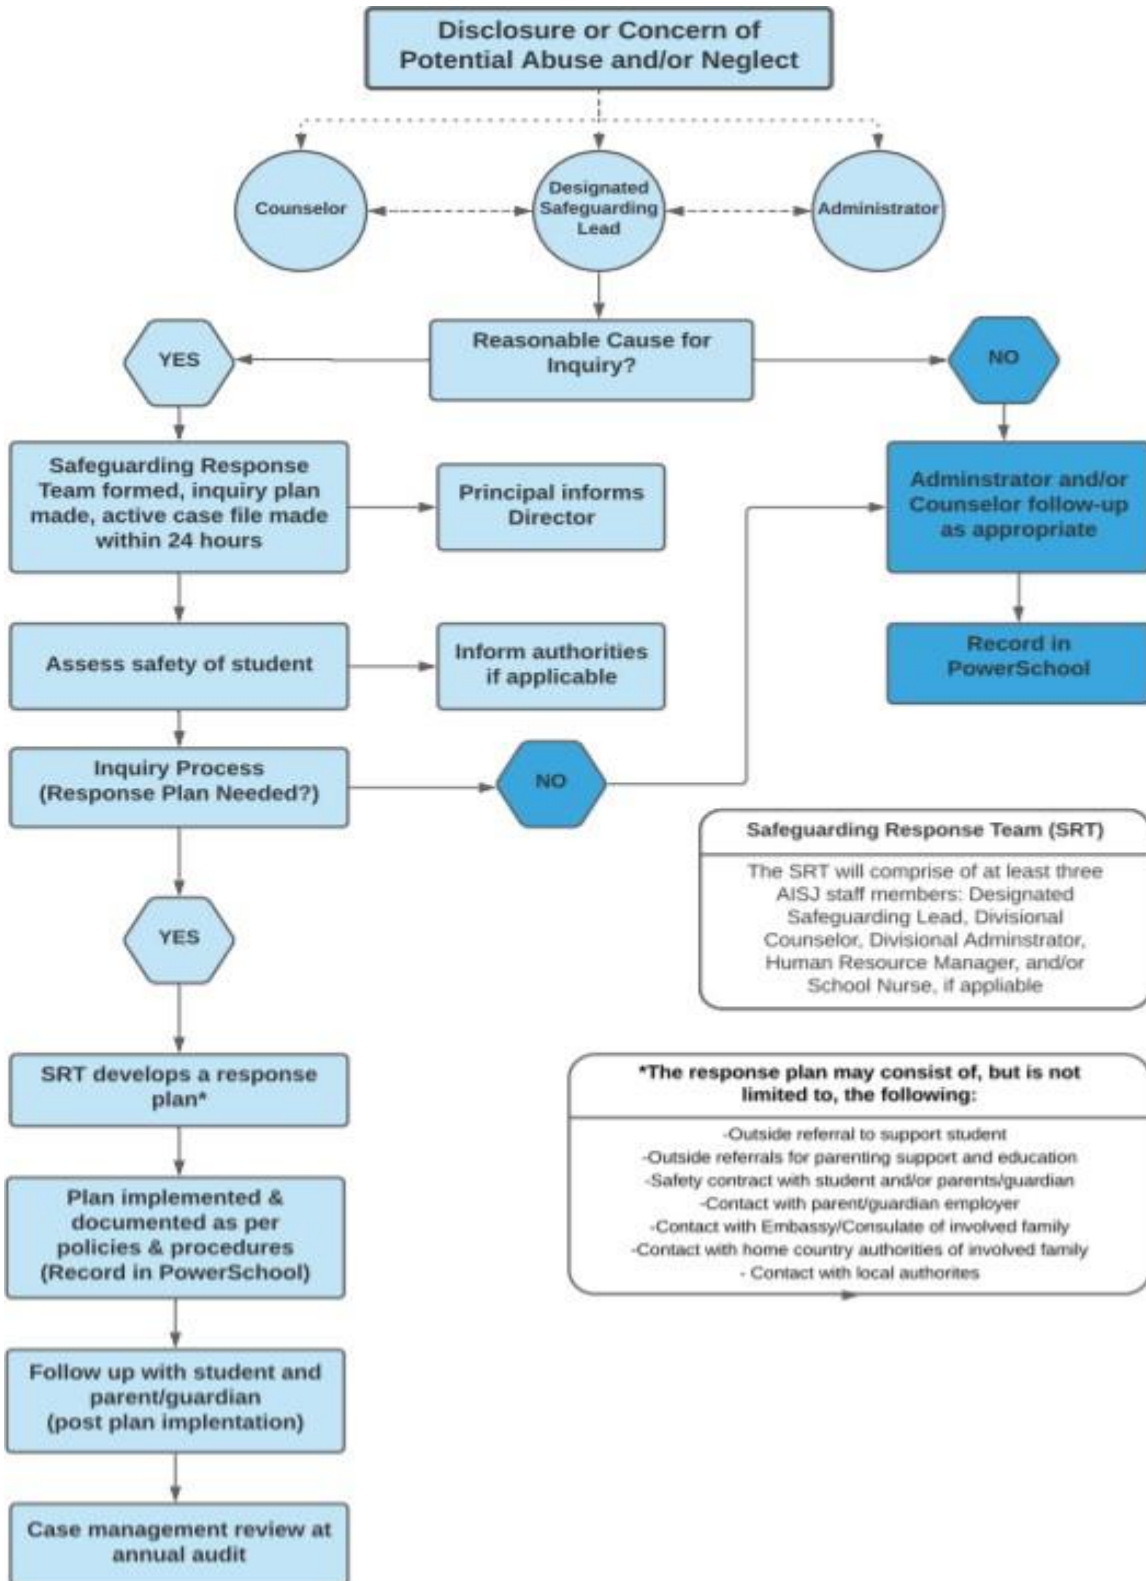 Disclosure or Concern of
Potential Abuse and/or Neglect
Counselor
Designated
Safeguarding
Lead
Administrator
Reasonable Cause for
Inquiry?
YES
NO
Safeguarding Response
Team formed, inquiry plan
made, active case file made
within 24 hours
Principal informs
Director
Adminstrator and/or
Counselor follow-up
as appropriate
Assess safety of student
Inform authorities
if applicable
Record in
PowerSchool
Inquiry Process
(Response Plan Needed?)
NO
Safeguarding Response Team (SRT)
The SRT will comprise of at least three
AISJ staff members: Designated
Safeguarding Lead, Divisional
Counselor, Divisional Adminstrator,
Human Resource Manager, and/or
School Nurse, if appliable
YES
SRT develops a response
plan*
*The response plan may consist of, but is not
limited to, the following:
-Outside referral to support student
-Outside referrals for parenting support and education
-Safety contract with student and/or parents/guardian
-Contact with parent/guardian employer
-Contact with Embassy/Consulate of involved family
-Contact with home country authorities of involved family
- Contact with local authorites
Plan implemented &
documented as per
policies & procedures
(Record in PowerSchool)
Follow up with student and
parent/guardian
(post plan implentation)
Case management review at
annual audit